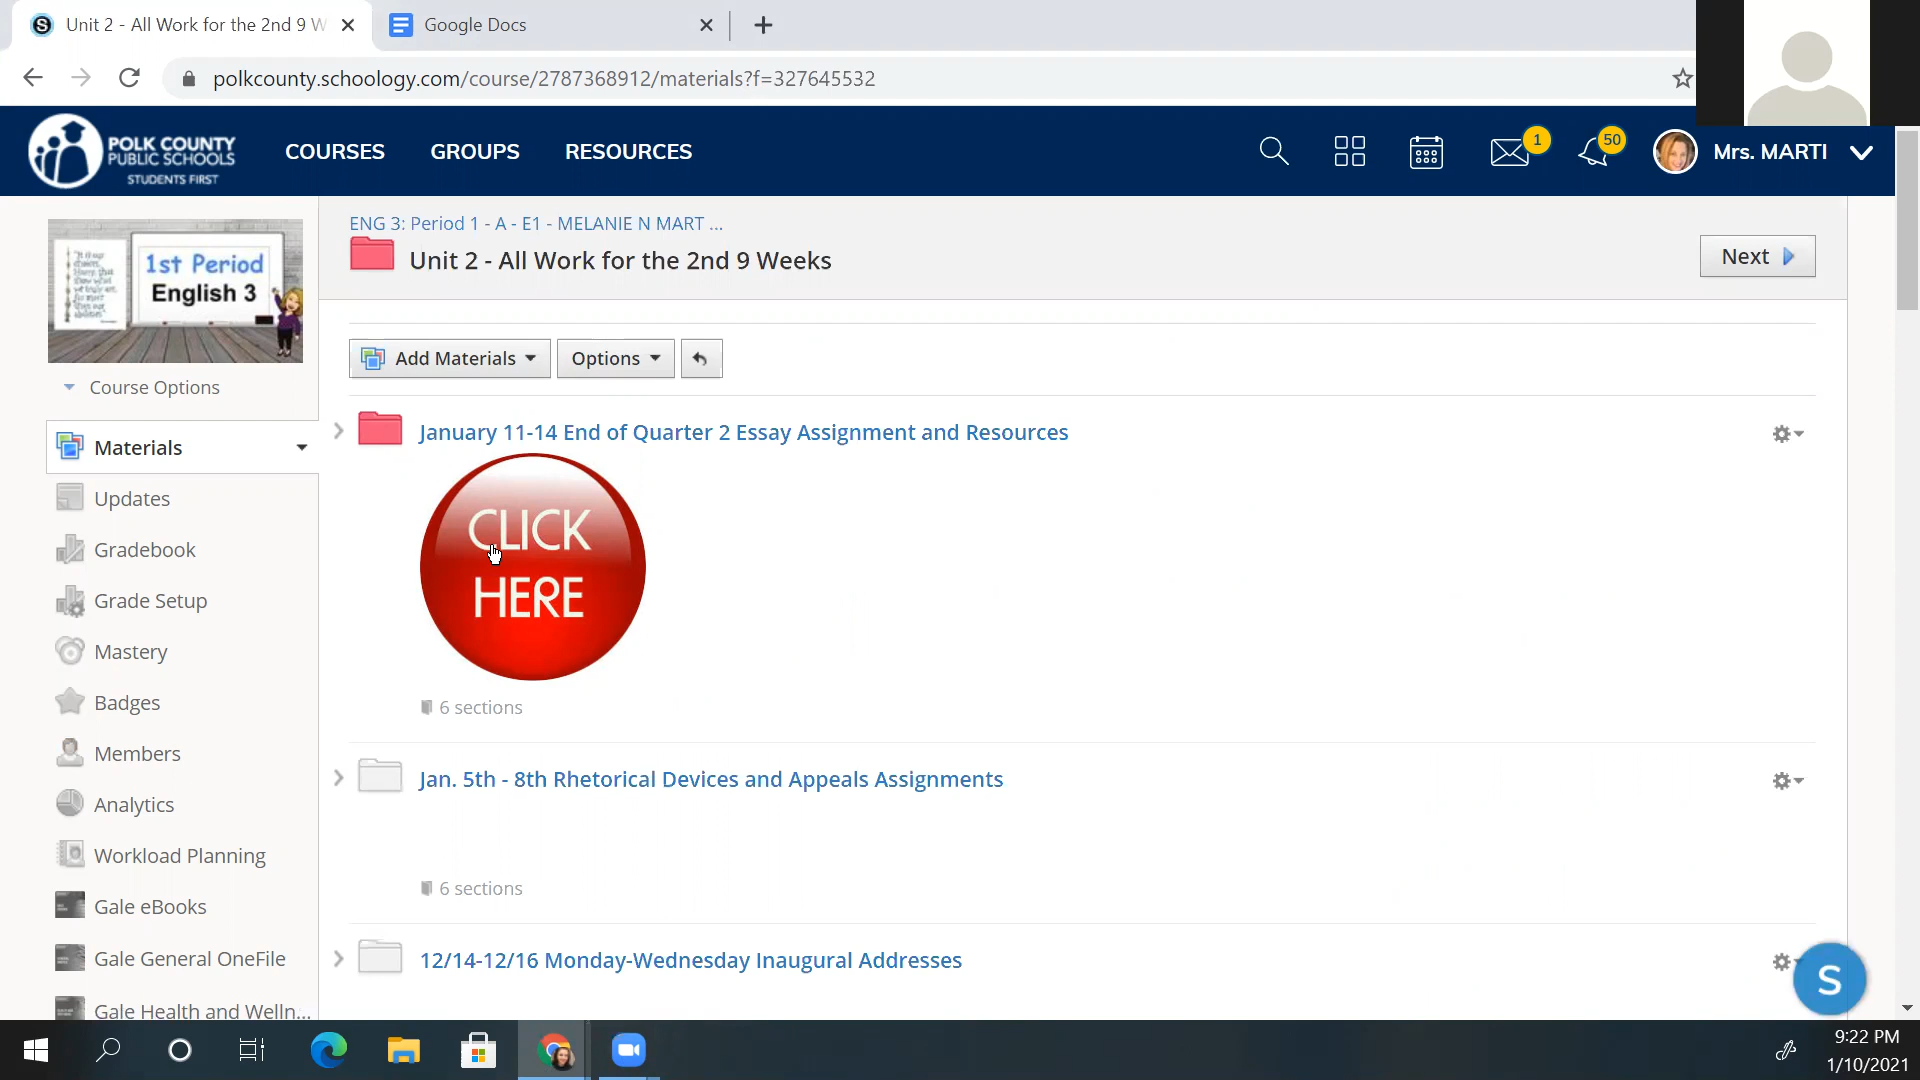 Unit 2 - All Work for the 2nd 9 W
Google Docs
polkcounty.schoology.com/course/2787368912/materials?f=327645532
POLK COUNTY
PUBLIC SCHOOLS
STUDENTS FIRST
COURSES
GROUPS
RESOURCES
1
50
Mrs. MARTI
1st Period
English 3
Course Options
Materials
Updates
Gradebook
Grade Setup
Mastery
Badges
Members
Analytics
Workload Planning
Gale eBooks
Gale General OneFile
Gale Health and Welln...
ENG 3: Period 1 - A - E1 - MELANIE N MART ...
Unit 2 - All Work for the 2nd 9 Weeks
Next
Add Materials
Options
January 11-14 End of Quarter 2 Essay Assignment and Resources
CLICK
HERE
6 sections
Jan. 5th - 8th Rhetorical Devices and Appeals Assignments
6 sections
12/14-12/16 Monday-Wednesday Inaugural Addresses
S
9:22 PM
1/10/2021